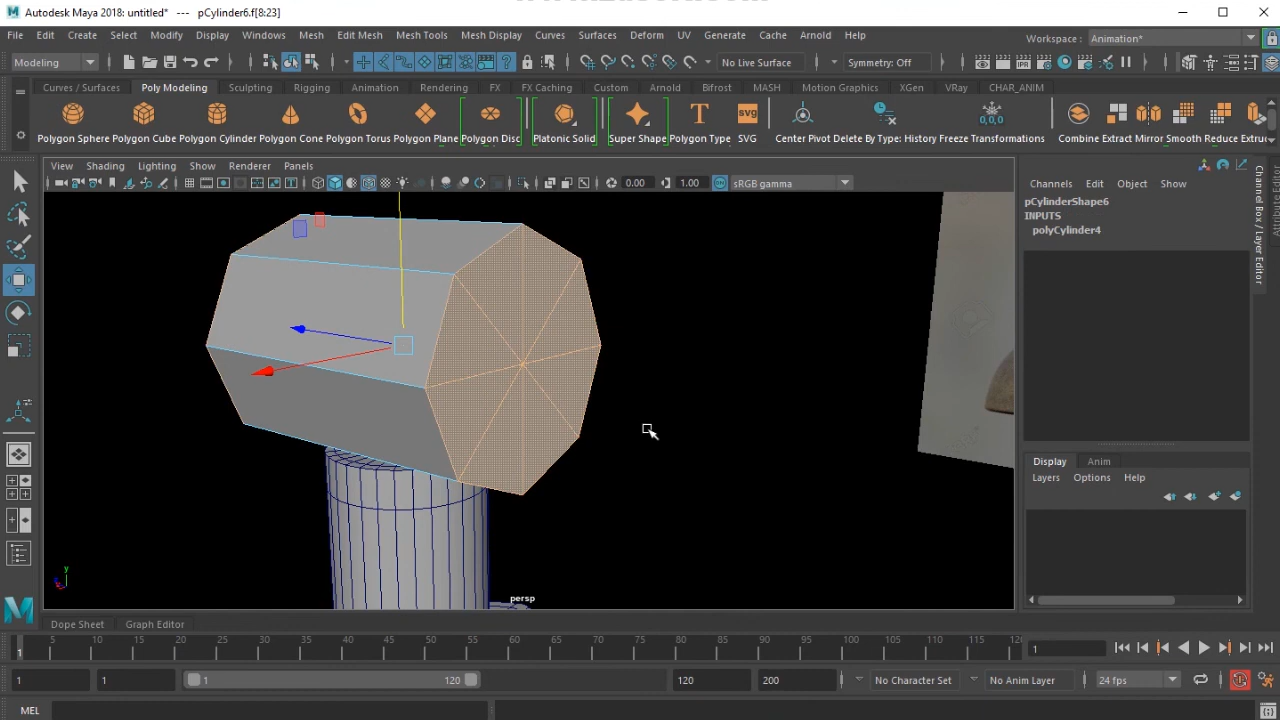 Autodesk Maya 2018: untitled* --- pCylinder6.f[8:23]
File Edit Create Select Modify Display Windows Mesh Edit Mesh Mesh Tools Mesh Display Curves Surfaces Deform UV Generate Cache Arnold Help Workspace : Animation*
Modeling No Live Surface Symmetry: Off
Curves / Surfaces Poly Modeling Sculpting Rigging Animation Rendering FX FX Caching Custom Arnold Bifrost MASH Motion Graphics XGen VRay CHAR_ANIM
Polygon Sphere Polygon Cube Polygon Cylinder Polygon Cone Polygon Torus Polygon Plane Polygon Disc Platonic Solid Super Shape Polygon Type SVG Center Pivot Delete By Type: History Freeze Transformations Combine Extract Mirror Smooth Reduce Extru
View Shading Lighting Show Renderer Panels
0.00 1.00 sRGB gamma
Channels Edit Object Show
pCylinderShape6
INPUTS
polyCylinder4
Channel Box / Layer Editor
Display Anim
Layers Options Help
y
persp
Dope Sheet Graph Editor
1 5 10 15 20 25 30 35 40 45 50 55 60 65 70 75 80 85 90 95 100 105 110 115 1
1 1 1 120 120 200 No Character Set No Anim Layer 24 fps
MEL